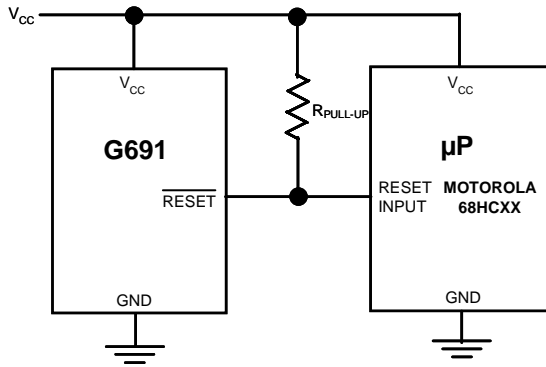 VCC
VCC
G691
RESET
GND
RPULL-UP
VCC
µP
RESET MOTOROLA
INPUT 68HCXX
GND